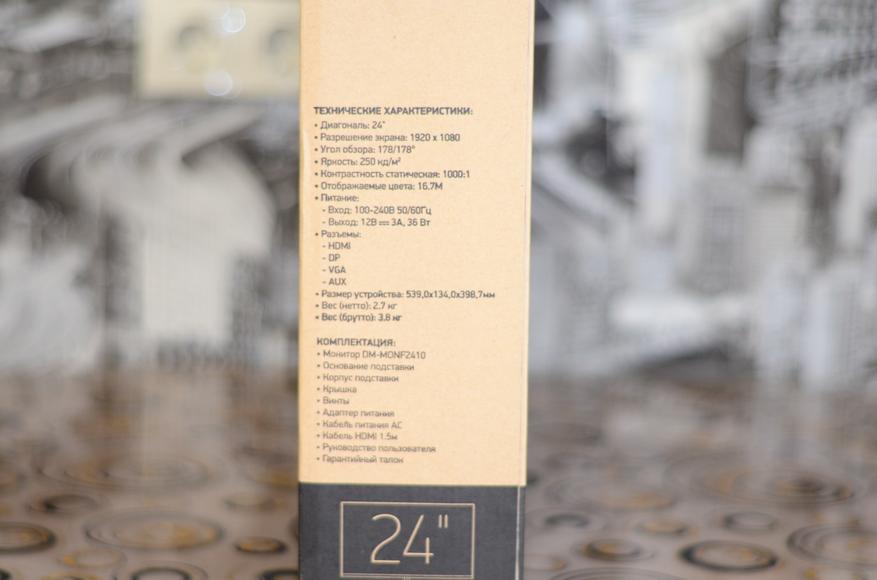 ТЕХНИЧЕСКИЕ ХАРАКТЕРИСТИКИ:
• Диагональ: 24"
• Разрешение экрана: 1920 x 1080
• Угол обзора: 178/178°
• Яркость: 250 кд/м²
• Контрастность статическая: 1000:1
• Отображаемые цвета: 16,7М
• Питание:
- Вход: 100-240В 50/60Гц
- Выход: 12В ⎓ 3А, 36 Вт
• Разъемы:
- HDMI
- DP
- VGA
- AUX
• Размер устройства: 539,0х134,0х398,7мм
• Вес (нетто): 2.7 кг
• Вес (брутто): 3.8 кг
КОМПЛЕКТАЦИЯ:
• Монитор DM-MONF2410
• Основание подставки
• Корпус подставки
• Крышка
• Винты
• Адаптер питания
• Кабель питания AC
• Кабель HDMI 1.5м
• Руководство пользователя
• Гарантийный талон
24"